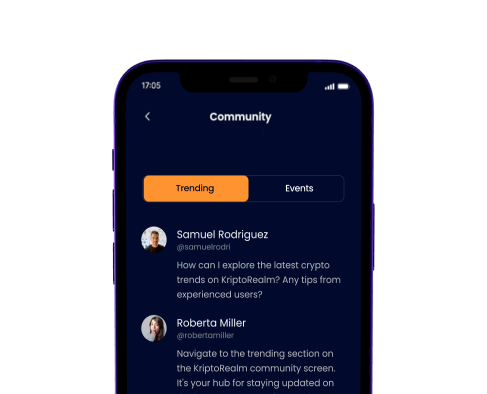 17:05
Community
Trending
Events
Samuel Rodriguez
@samuelrodri
How can I explore the latest crypto
trends on KriptoRealm? Any tips from
experienced users?
Roberta Miller
@robertamiller
Navigate to the trending section on
the KriptoRealm community screen.
It's your hub for staying updated on